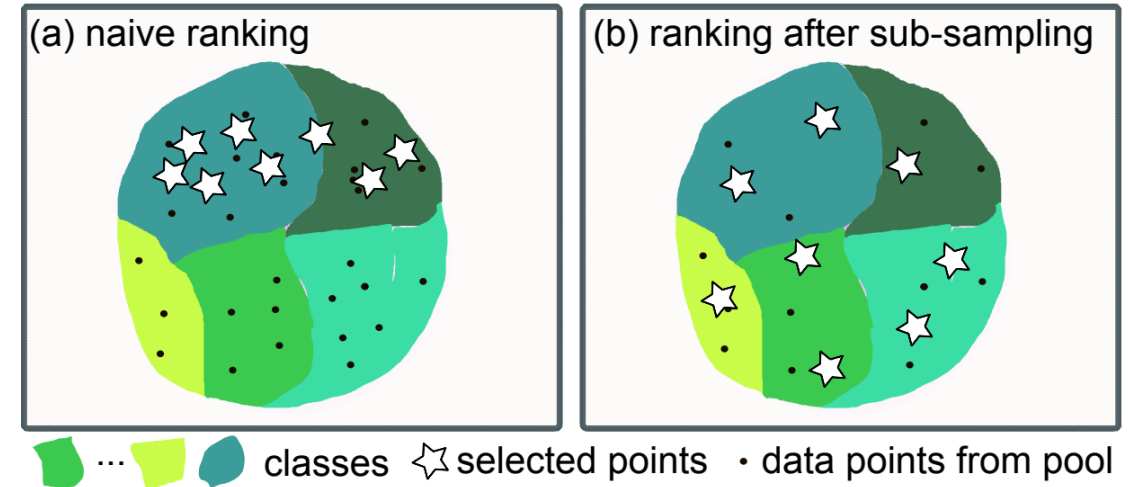 (a) naive ranking
(b) ranking after sub-sampling
... classes selected points data points from pool